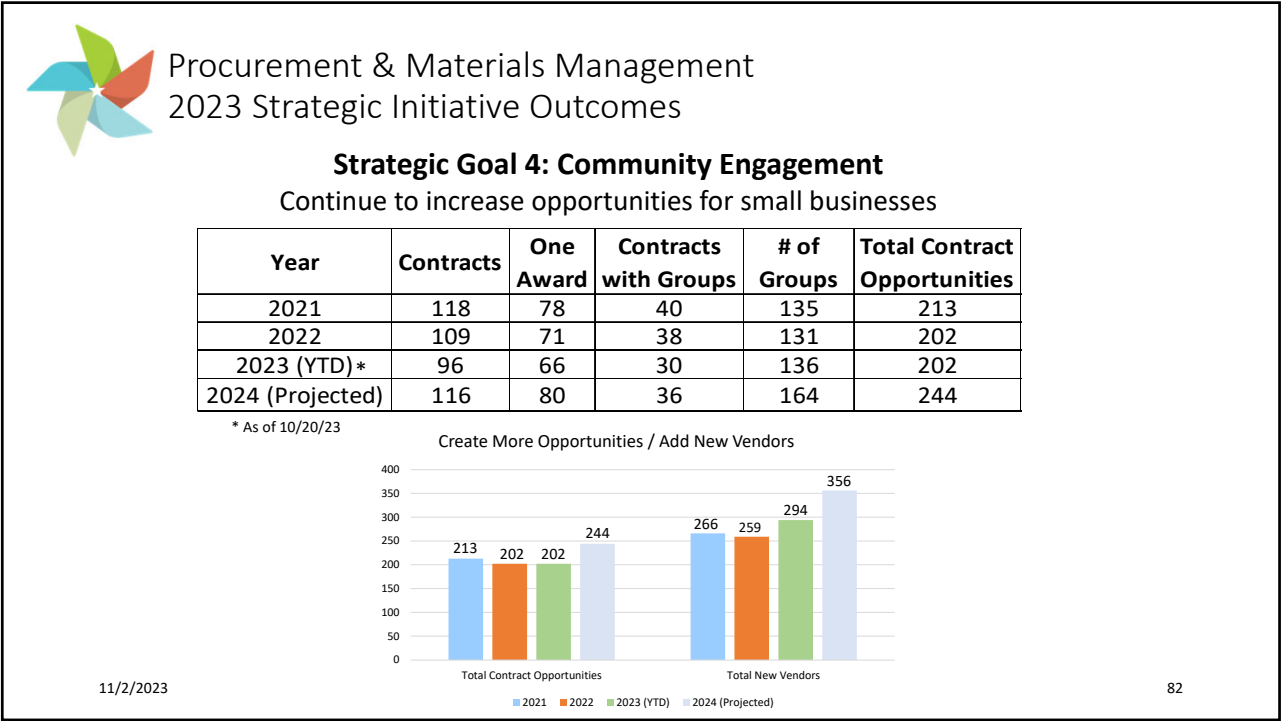 Procurement & Materials Management
2023 Strategic Initiative Outcomes
Strategic Goal 4: Community Engagement
Continue to increase opportunities for small businesses
Year Contracts One Award Contracts with Groups # of Groups Total Contract Opportunities
2021 118 78 40 135 213
2022 109 71 38 131 202
2023 (YTD)* 96 66 30 136 202
2024 (Projected) 116 80 36 164 244
* As of 10/20/23
Create More Opportunities / Add New Vendors
400
350
300
250
200
150
100
50
0
213 202 202 244
266 259 294 356
Total Contract Opportunities Total New Vendors
2021 2022 2023 (YTD) 2024 (Projected)
11/2/2023
82